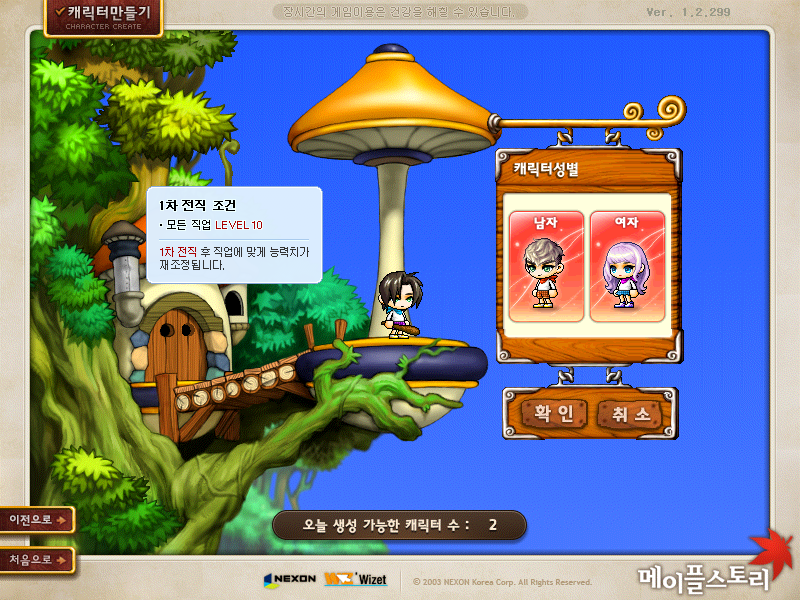 캐릭터만들기
CHARACTER CREATE
장시간의 게임이용은 건강을 해칠 수 있습니다.
Ver. 1.2.299
캐릭터성별
남자
여자
1차 전직 조건
• 모든 직업 LEVEL 10
1차 전직 후 직업에 맞게 능력치가
재조정됩니다.
확인
취소
이전으로
처음으로
오늘 생성 가능한 캐릭터 수 : 2
NEXON
Wizet
© 2003 NEXON Korea Corp. All Rights Reserved.
메이플스토리